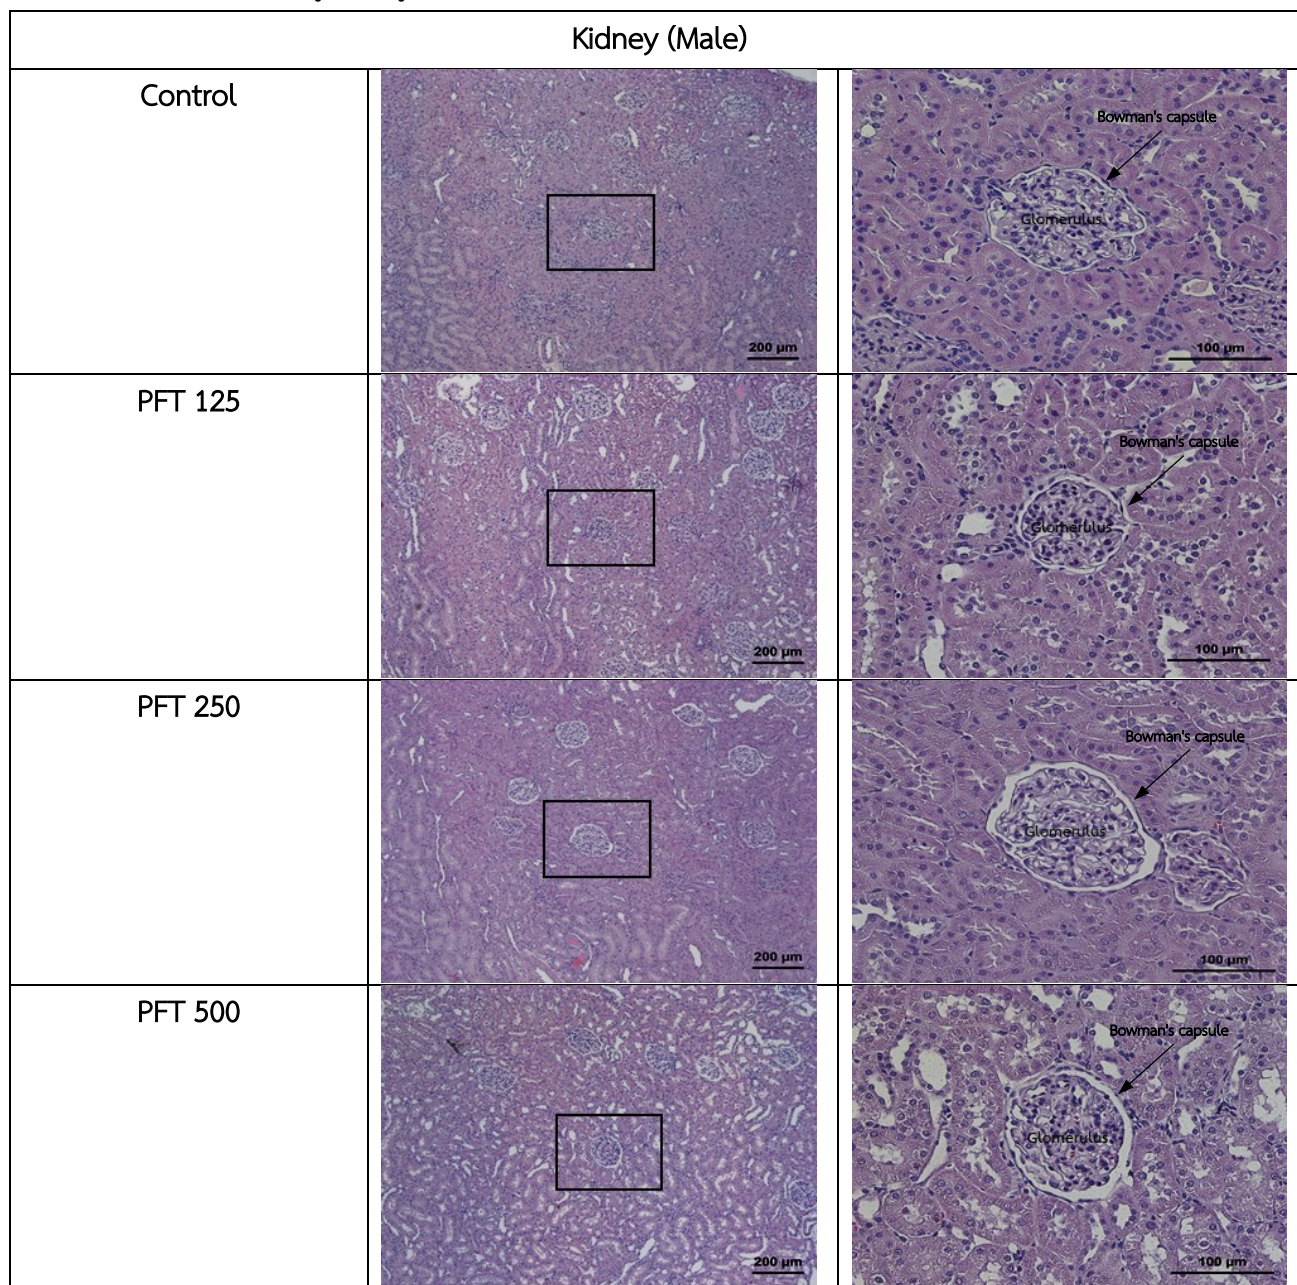 Kidney (Male)
Control
200 µm
Bowman's capsule
Glomerulus
100 µm
PFT 125
200 µm
Bowman's capsule
Glomerulus
100 µm
PFT 250
200 µm
Bowman's capsule
Glomerulus
100 µm
PFT 500
200 µm
Bowman's capsule
Glomerulus
100 µm